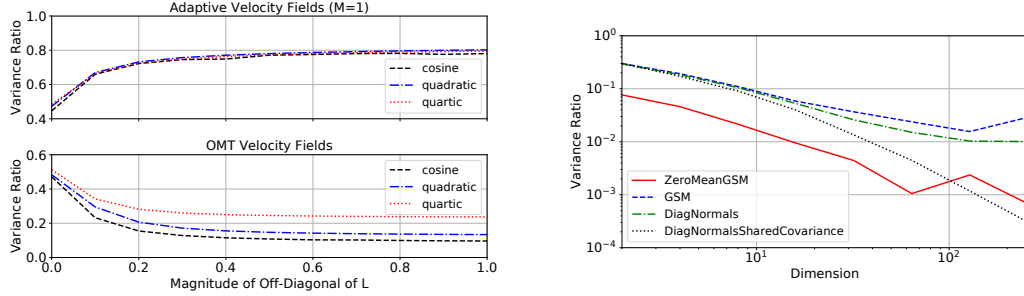 Adaptive Velocity Fields (M=1)
Variance Ratio
1.0
0.8
0.6
0.4
cosine
quadratic
quartic
OMT Velocity Fields
Variance Ratio
0.6
0.4
0.2
0.0
cosine
quadratic
quartic
0.0 0.2 0.4 0.6 0.8 1.0
Magnitude of Off-Diagonal of L
Variance Ratio
10⁰
10⁻¹
10⁻²
10⁻³
10⁻⁴
ZeroMeanGSM
GSM
DiagNormals
DiagNormalsSharedCovariance
10¹ 10²
Dimension